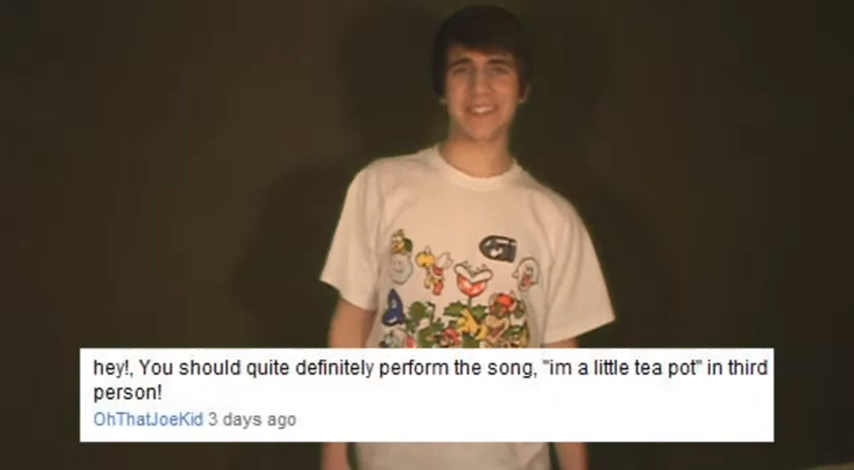 hey!, You should quite definitely perform the song, "im a little tea pot" in third
person!
OhThatJoeKid 3 days ago